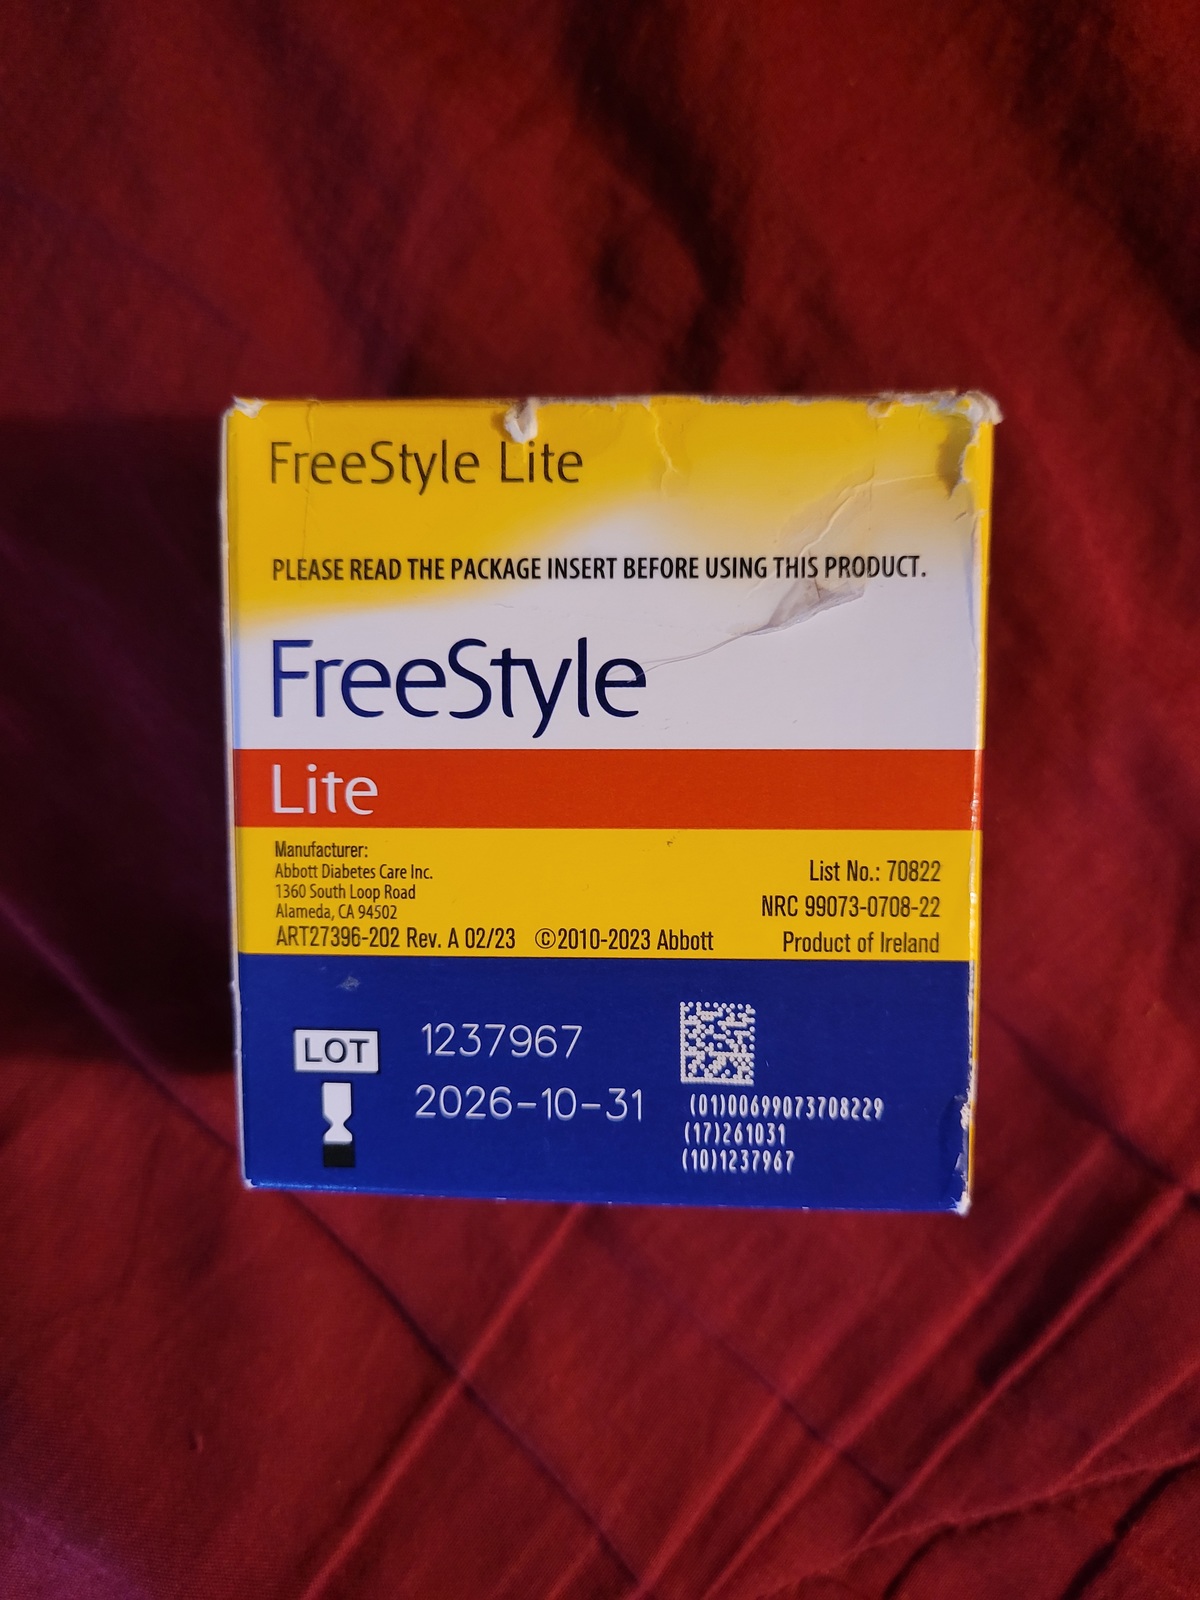 FreeStyle Lite
PLEASE READ THE PACKAGE INSERT BEFORE USING THIS PRODUCT.
FreeStyle
Lite
Manufacturer:
Abbott Diabetes Care Inc.
1360 South Loop Road
Alameda, CA 94502
ART27396-202 Rev. A 02/23 ©2010-2023 Abbott
List No.: 70822
NRC 99073-0708-22
Product of Ireland
LOT 1237967
2026-10-31
(01)00699073708229
(17)261031
(10)1237967